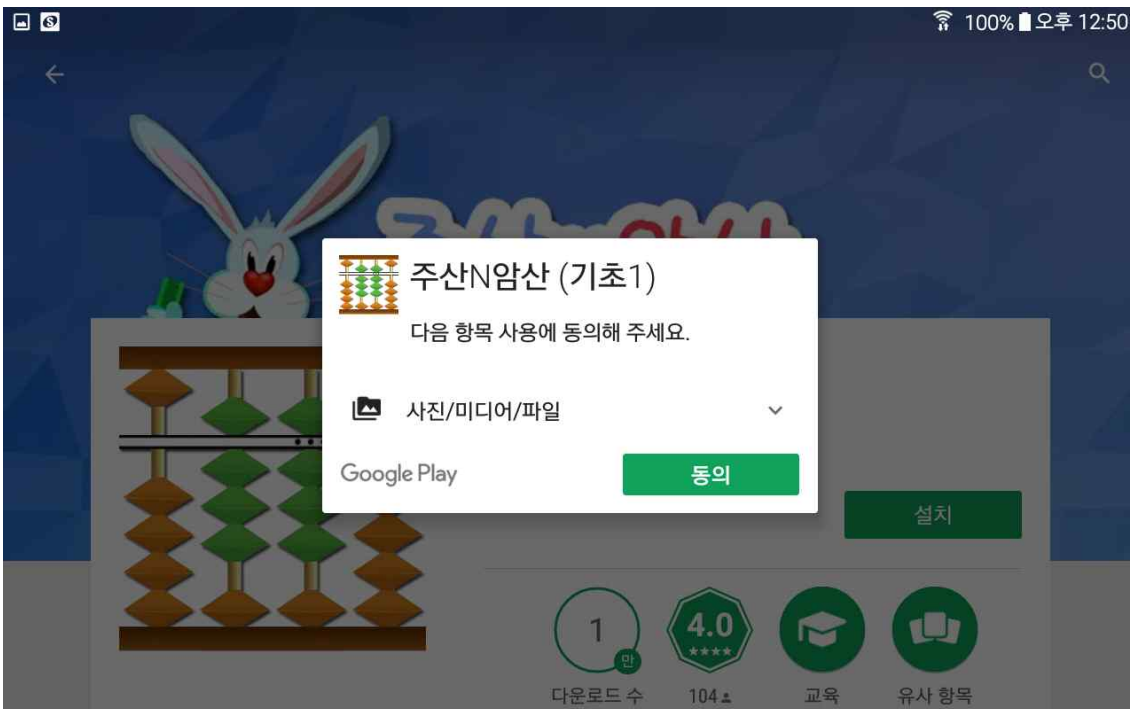 100% 오후 12:50
주산N암산 (기초1)
다음 항목 사용에 동의해 주세요.
사진/미디어/파일
Google Play
동의
설치
1
만
4.0
다운로드 수
104
교육
유사 항목